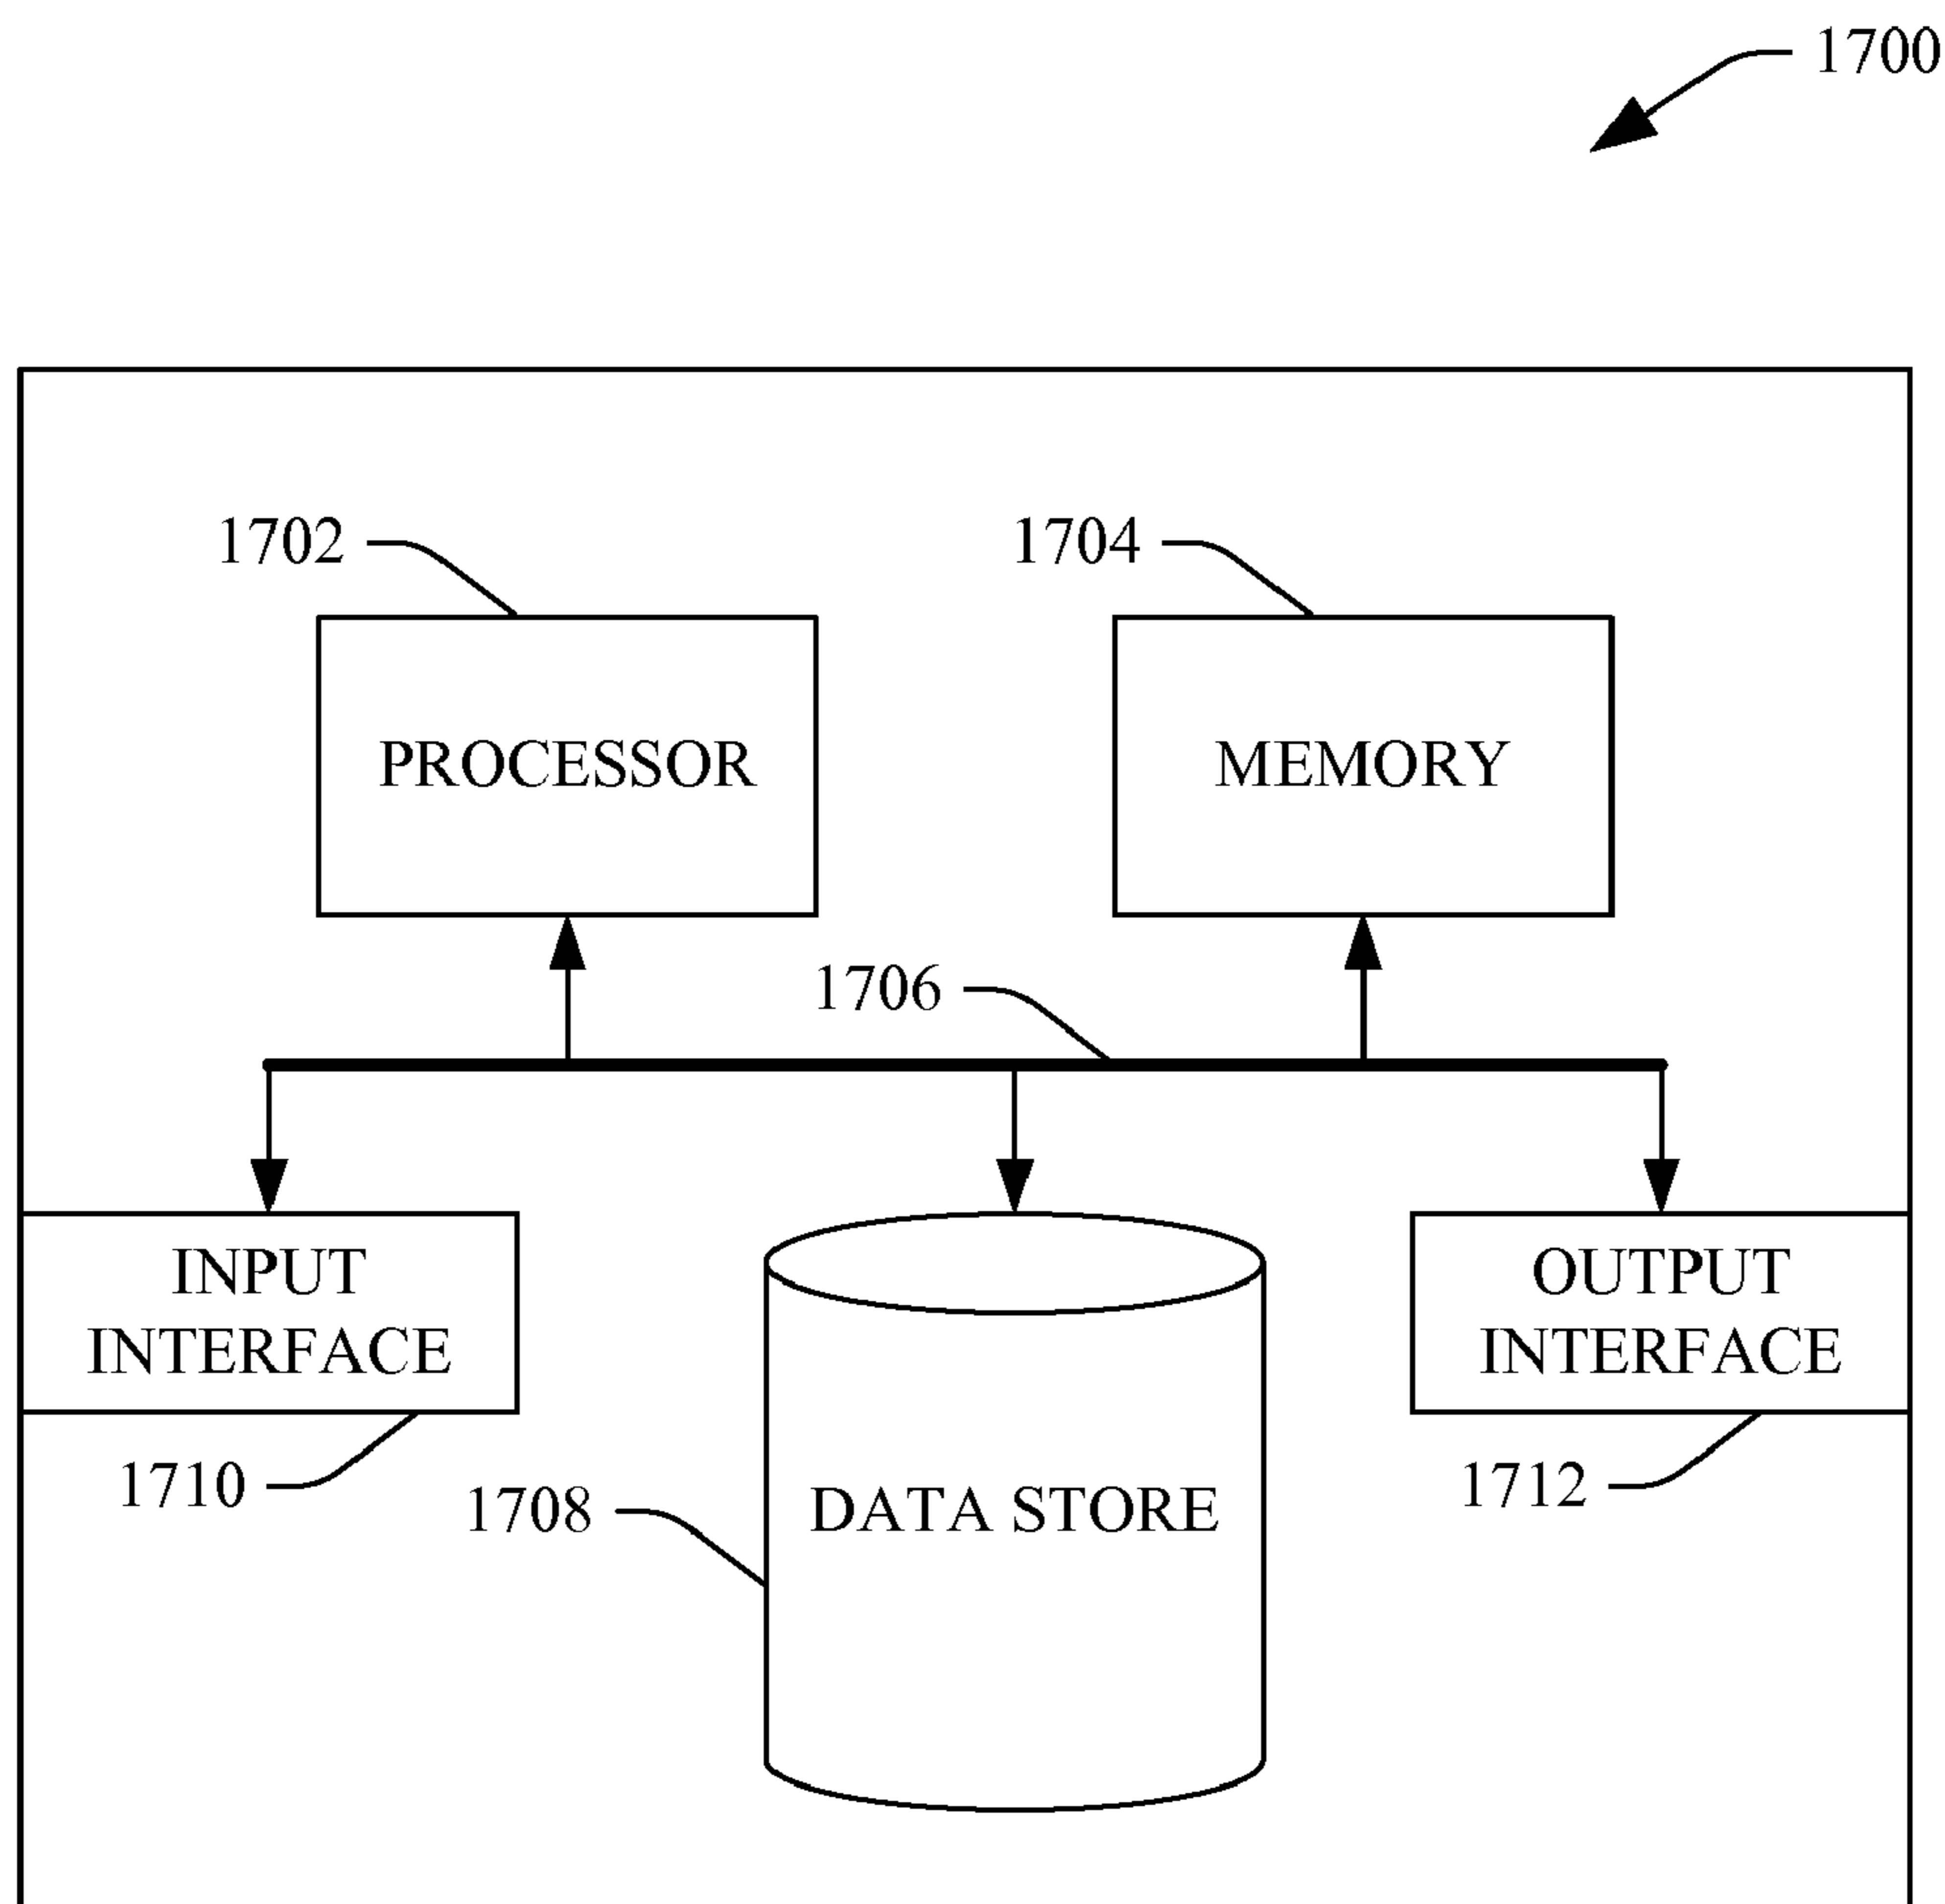 1700
1702
1704
PROCESSOR
MEMORY
1706
INPUT
INTERFACE
OUTPUT
INTERFACE
1710
1708
DATA STORE
1712